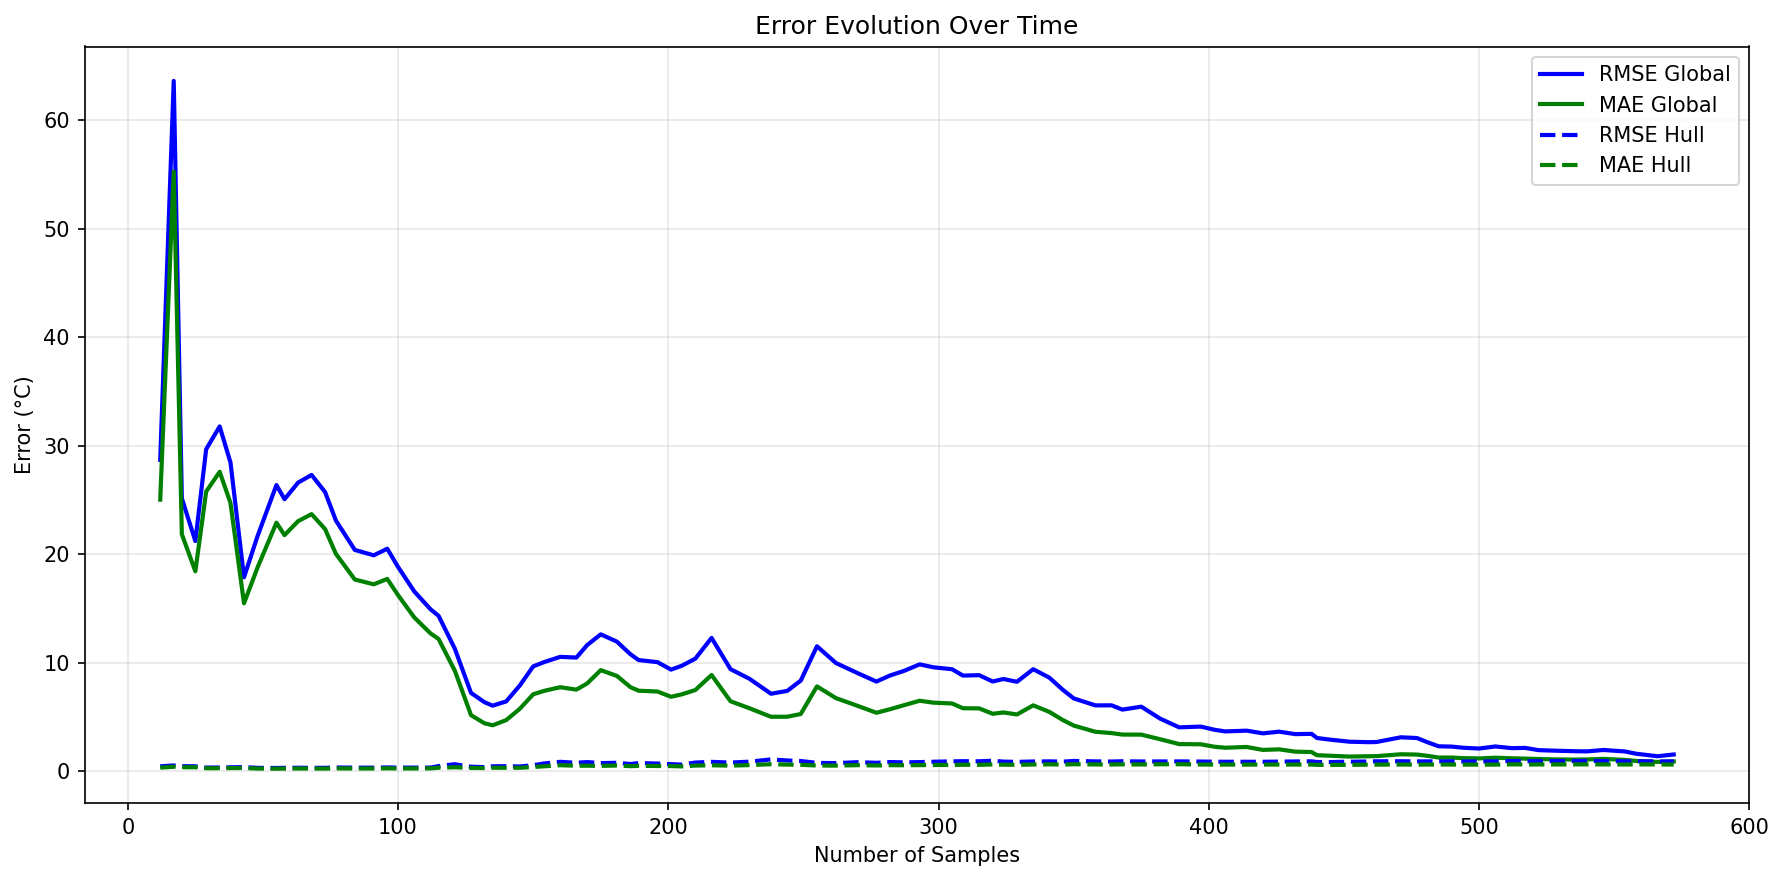 Error Evolution Over Time
RMSE Global
MAE Global
RMSE Hull
MAE Hull
Error (°C)
60
50
40
30
20
10
0
0 100 200 300 400 500 600
Number of Samples